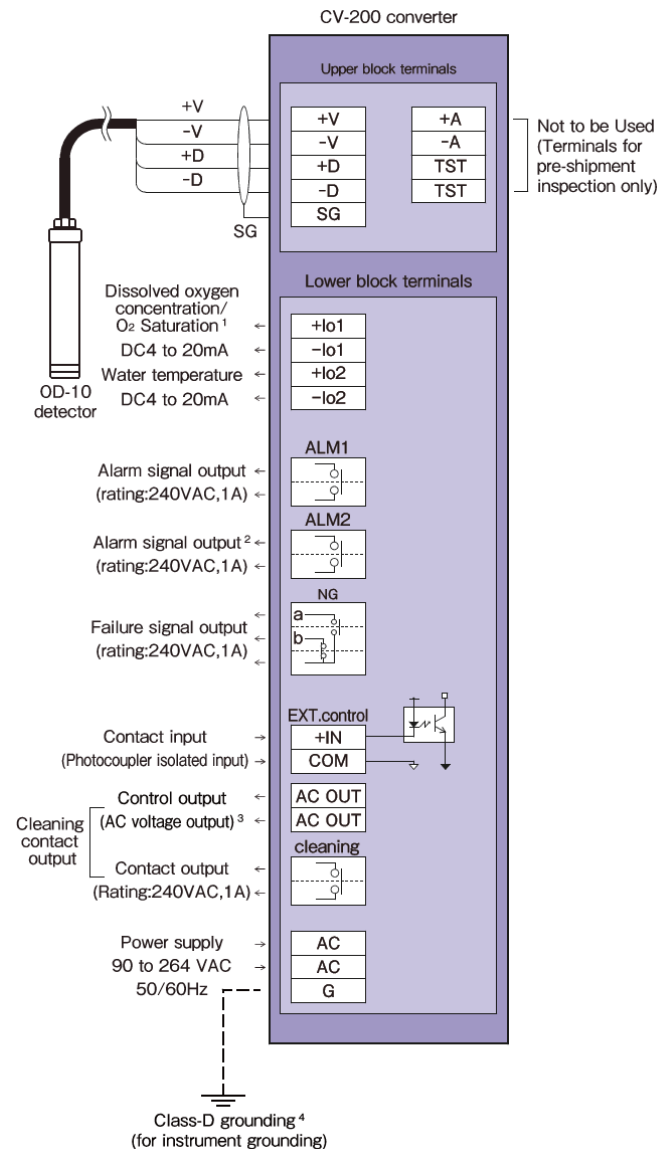 CV-200 converter
Upper block terminals
+V
-V
+D
-D
SG
+V
-V
+D
-D
SG
+A
-A
TST
TST
Not to be Used
(Terminals for
pre-shipment
inspection only)
OD-10
detector
Lower block terminals
Dissolved oxygen
concentration/
O₂ Saturation ¹
DC4 to 20mA
Water temperature
DC4 to 20mA
+Io1
-Io1
+Io2
-Io2
ALM1
Alarm signal output
(rating:240VAC,1A)
ALM2
Alarm signal output ²
(rating:240VAC,1A)
NG
a
b
Failure signal output
(rating:240VAC,1A)
EXT.control
Contact input
(Photocoupler isolated input)
+IN
COM
Cleaning
contact
output
Control output
(AC voltage output) ³
AC OUT
AC OUT
cleaning
Contact output
(Rating:240VAC,1A)
Power supply
90 to 264 VAC
50/60Hz
AC
AC
G
Class-D grounding ⁴
(for instrument grounding)